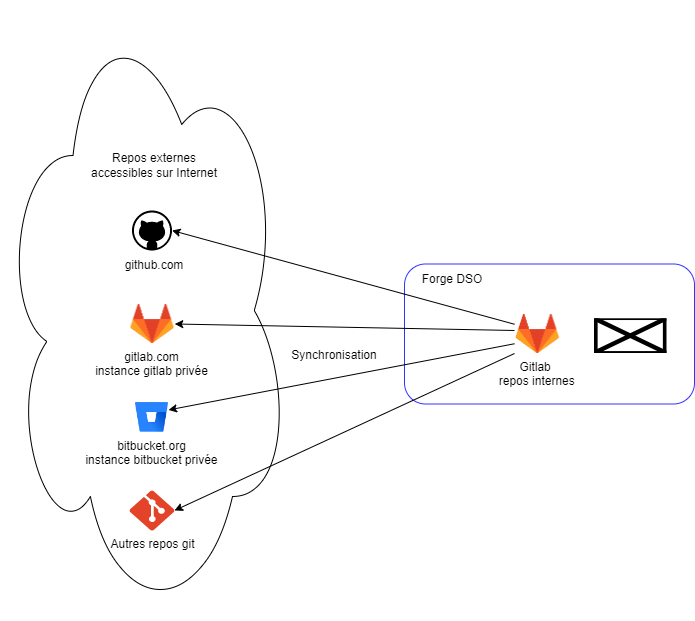 Repos externes
accessibles sur Internet
github.com
gitlab.com
instance gitlab privée
bitbucket.org
instance bitbucket privée
Autres repos git
Synchronisation
Forge DSO
Gitlab
repos internes